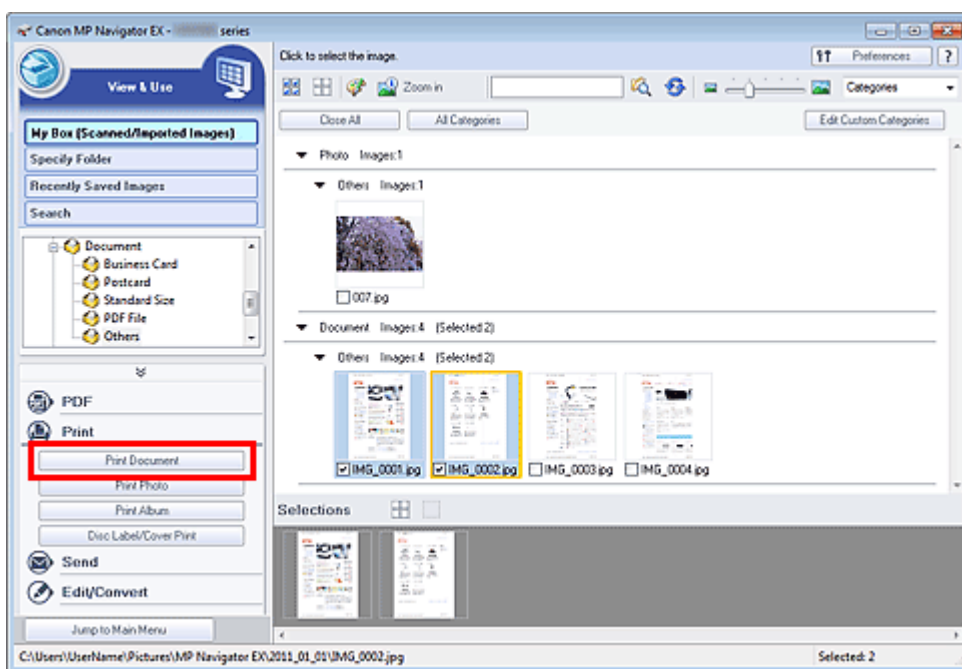 Canon MP Navigator EX - series
View & Use
My Box (Scanned/Imported Images)
Specify Folder
Recently Saved Images
Search
Document
Business Card
Postcard
Standard Size
PDF File
Others
PDF
Print
Print Document
Print Photo
Print Album
Disc Label/Cover Print
Send
Edit/Convert
Jump to Main Menu
Click to select the image.
Preferences ?
Zoom in
Categories
Close All All Categories Edit Custom Categories
Photo Images:1
Others Images:1
007.jpg
Document Images:4 (Selected 2)
Others Images:4 (Selected 2)
IMG_0001.jpg IMG_0002.jpg IMG_0003.jpg IMG_0004.jpg
Selections
C:\Users\UserName\Pictures\MP Navigator EX\2011_01_01\IMG_0002.jpg Selected: 2